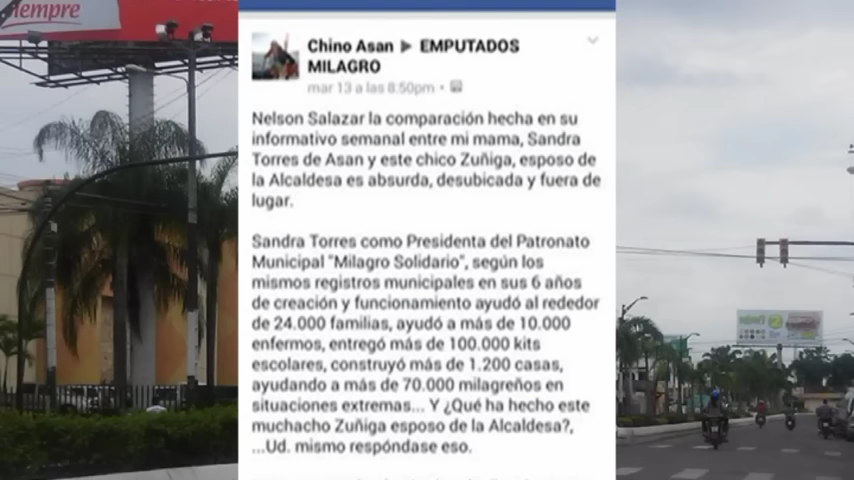 iempre
Chino Asan ▶ EMPUTADOS
MILAGRO
mar 13 a las 8:50pm •
Nelson Salazar la comparación hecha en su
informativo semanal entre mi mama, Sandra
Torres de Asan y este chico Zuñiga, esposo de
la Alcaldesa es absurda, desubicada y fuera de
lugar.
Sandra Torres como Presidenta del Patronato
Municipal "Milagro Solidario", según los
mismos registros municipales en sus 6 años
de creación y funcionamiento ayudó al rededor
de 24.000 familias, ayudó a más de 10.000
enfermos, entregó más de 100.000 kits
escolares, construyó más de 1.200 casas,
ayudando a más de 70.000 milagreños en
situaciones extremas... Y ¿Qué ha hecho este
muchacho Zuñiga esposo de la Alcaldesa?,
...Ud. mismo respóndase eso.